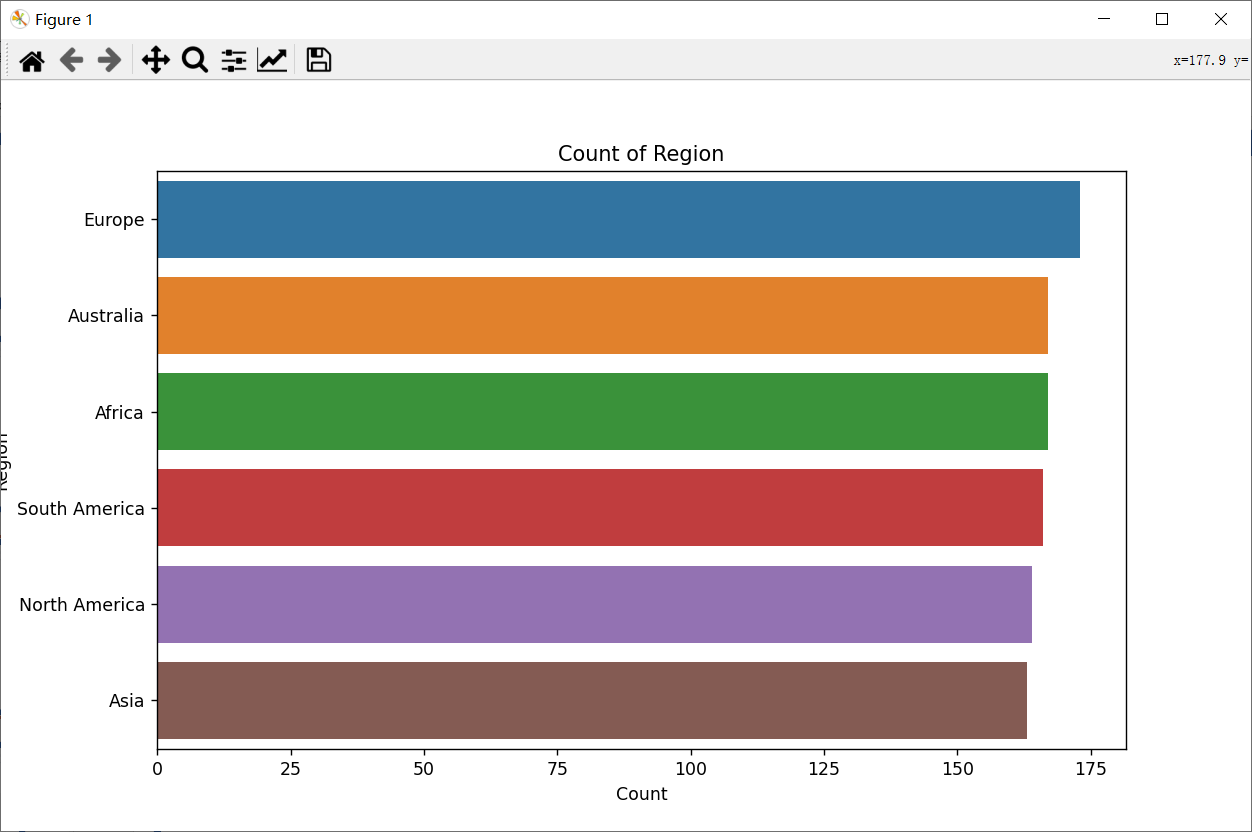 Figure 1
x=177.9 y=
Count of Region
Europe
Australia
Africa
Region
South America
North America
Asia
0 25 50 75 100 125 150 175
Count